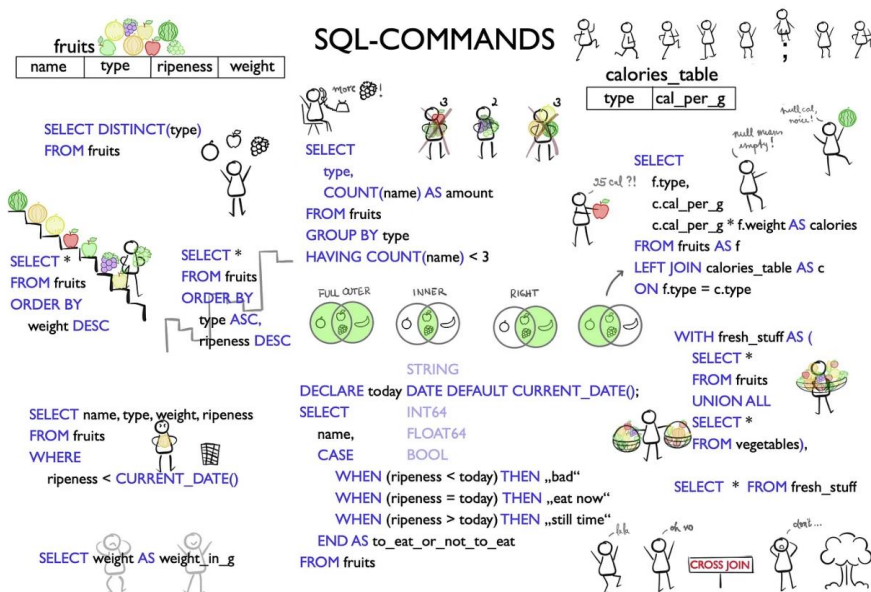 SQL-COMMANDS
fruits
name type ripeness weight
;
calories_table
type cal_per_g
SELECT DISTINCT(type)
FROM fruits
more !
3 2 3
SELECT
type,
COUNT(name) AS amount
FROM fruits
GROUP BY type
HAVING COUNT(name) < 3
null cal,
noice!
null means
empty!
35 cal ?!
SELECT
f.type,
c.cal_per_g
c.cal_per_g * f.weight AS calories
FROM fruits AS f
LEFT JOIN calories_table AS c
ON f.type = c.type
SELECT *
FROM fruits
ORDER BY
weight DESC
SELECT *
FROM fruits
ORDER BY
type ASC,
ripeness DESC
FULL OUTER INNER RIGHT
WITH fresh_stuff AS (
SELECT *
FROM fruits
UNION ALL
SELECT *
FROM vegetables),
SELECT * FROM fresh_stuff
SELECT name, type, weight, ripeness
FROM fruits
WHERE
ripeness < CURRENT_DATE()
STRING
DECLARE today DATE DEFAULT CURRENT_DATE();
SELECT INT64
name, FLOAT64
CASE BOOL
WHEN (ripeness < today) THEN „bad“
WHEN (ripeness = today) THEN „eat now“
WHEN (ripeness > today) THEN „still time“
END AS to_eat_or_not_to_eat
FROM fruits
SELECT weight AS weight_in_g
lala
oh no
don't...
CROSS JOIN